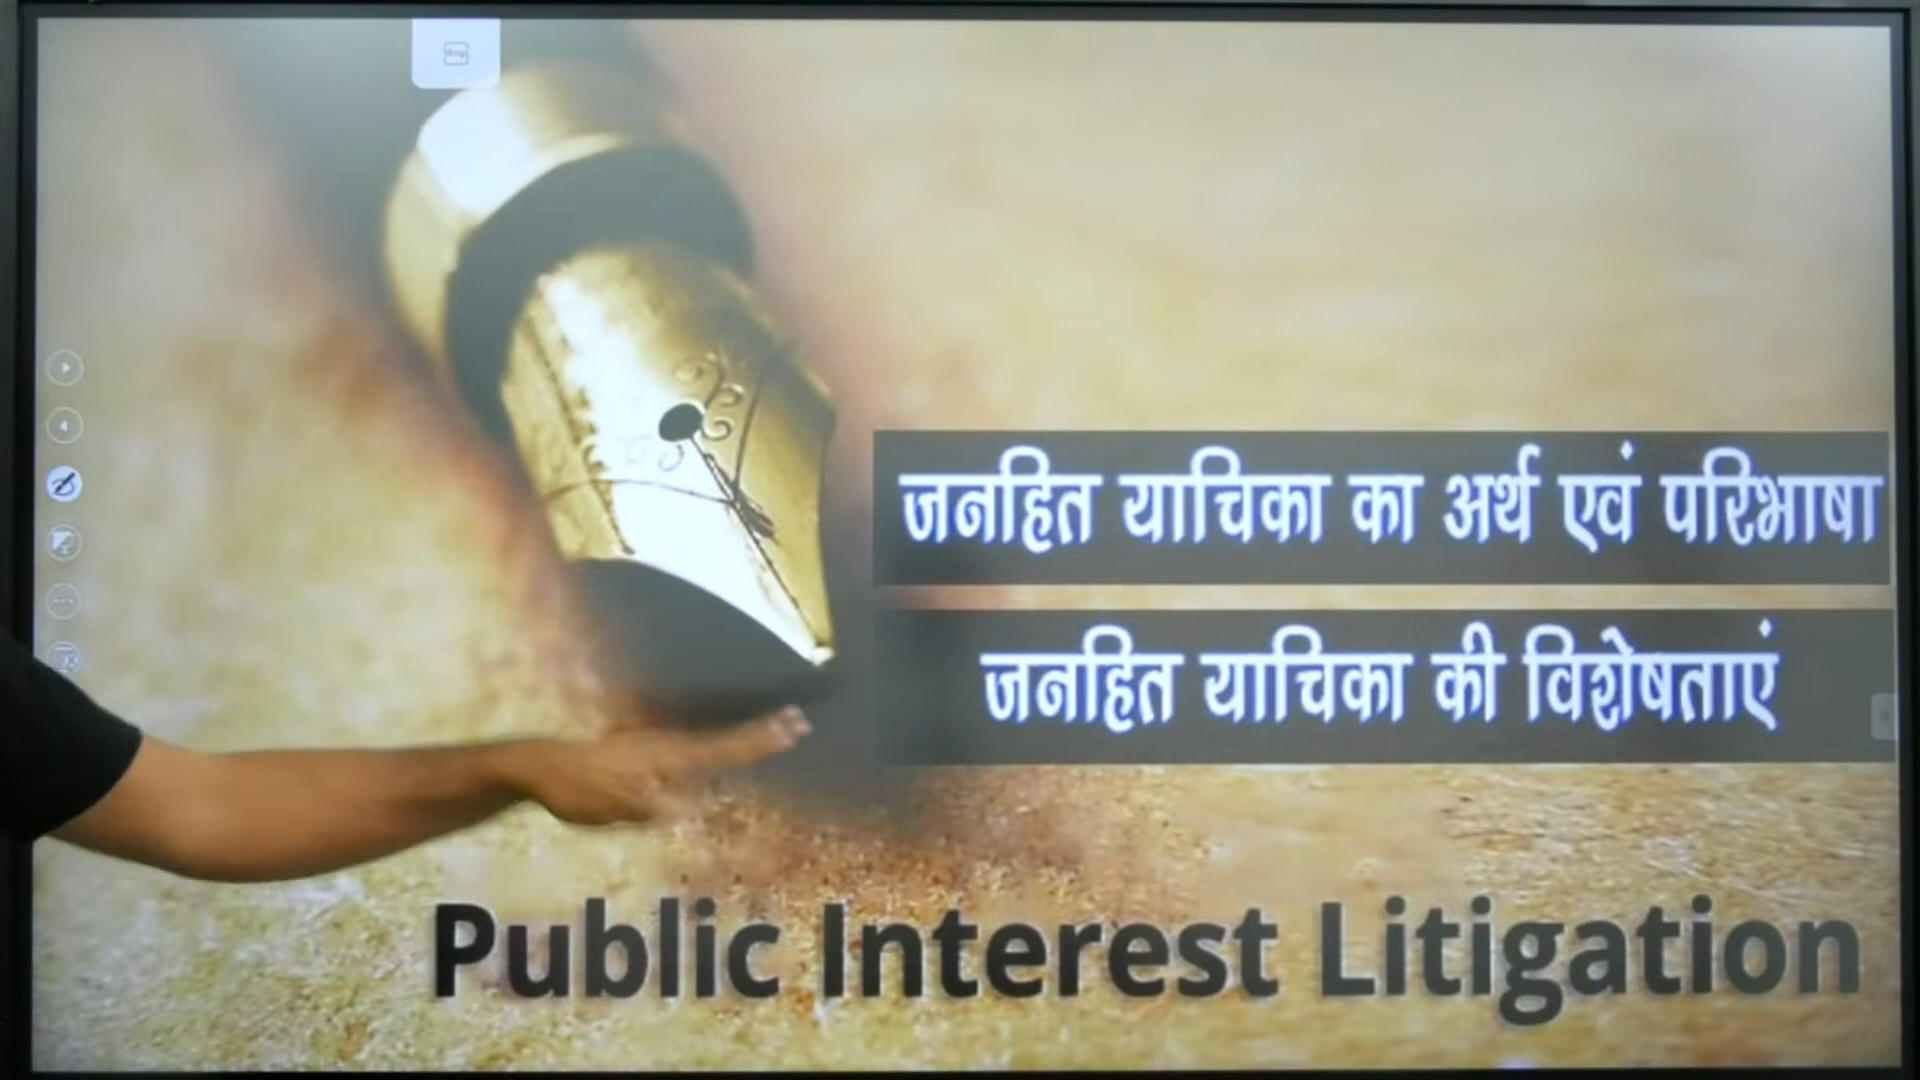 जनहित याचिका का अर्थ एवं परिभाषा
जनहित याचिका की विशेषताएं
Public Interest Litigation